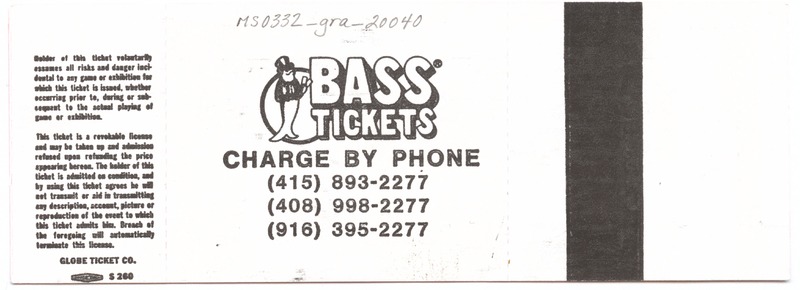 MS0332-gra-20040
Holder of this ticket voluntarily
assumes all risks and danger inci-
dental to any game or exhibition for
which this ticket is issued, whether
occurring prior to, during or sub-
sequent to the actual playing of
game or exhibition.
This ticket is a revokable license
and may be taken up and admission
refused upon refunding the price
appearing hereon. The holder of this
ticket is admitted on condition, and
by using this ticket agrees he will
not transmit or aid in transmitting
any description, account, picture or
reproduction of the event to which
this ticket admits him. Breach of
the foregoing will automatically
terminate this license.
GLOBE TICKET CO.
S 260
BASS®
TICKETS
CHARGE BY PHONE
(415) 893-2277
(408) 998-2277
(916) 395-2277